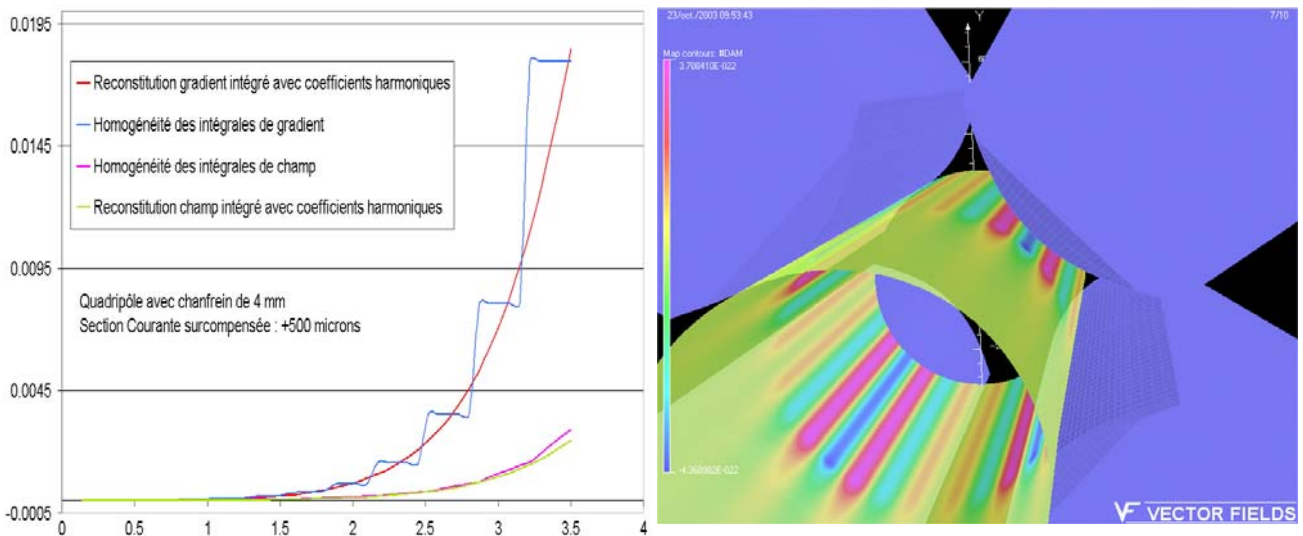 0.0195
0.0145
0.0095
0.0045
-0.0005
0
0.5
1
1.5
2
2.5
3
3.5
4
Reconstitution gradient intégré avec coefficients harmoniques
Homogénéité des intégrales de gradient
Homogénéité des intégrales de champ
Reconstitution champ intégré avec coefficients harmoniques
Quadripôle avec chanfrein de 4 mm
Section Courante surcompensée : +500 microns
23/oct./2003 09:53:43
7/10
Y
Map contours: #DAM
3.708410E-022
-4.368982E-022
VF VECTOR FIELDS